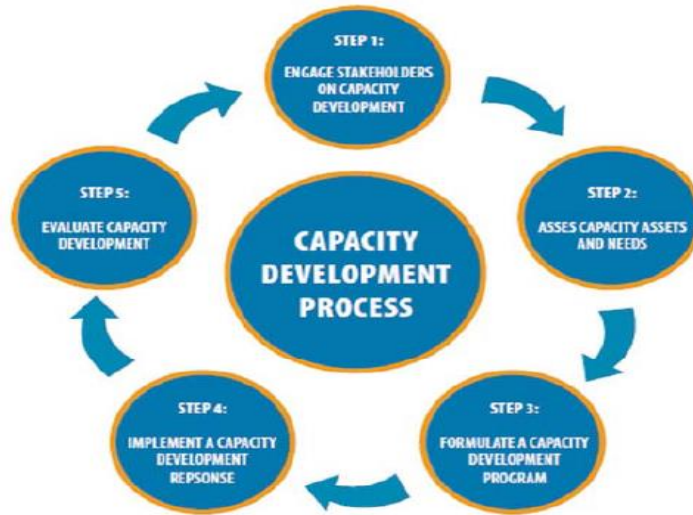 STEP 1:
ENGAGE STAKEHOLDERS
ON CAPACITY
DEVELOPMENT
STEP 2:
ASSES CAPACITY ASSETS
AND NEEDS
STEP 3:
FORMULATE A CAPACITY
DEVELOPMENT
PROGRAM
STEP 4:
IMPLEMENT A CAPACITY
DEVELOPMENT
REPSONSE
STEP 5:
EVALUATE CAPACITY
DEVELOPMENT
CAPACITY
DEVELOPMENT
PROCESS